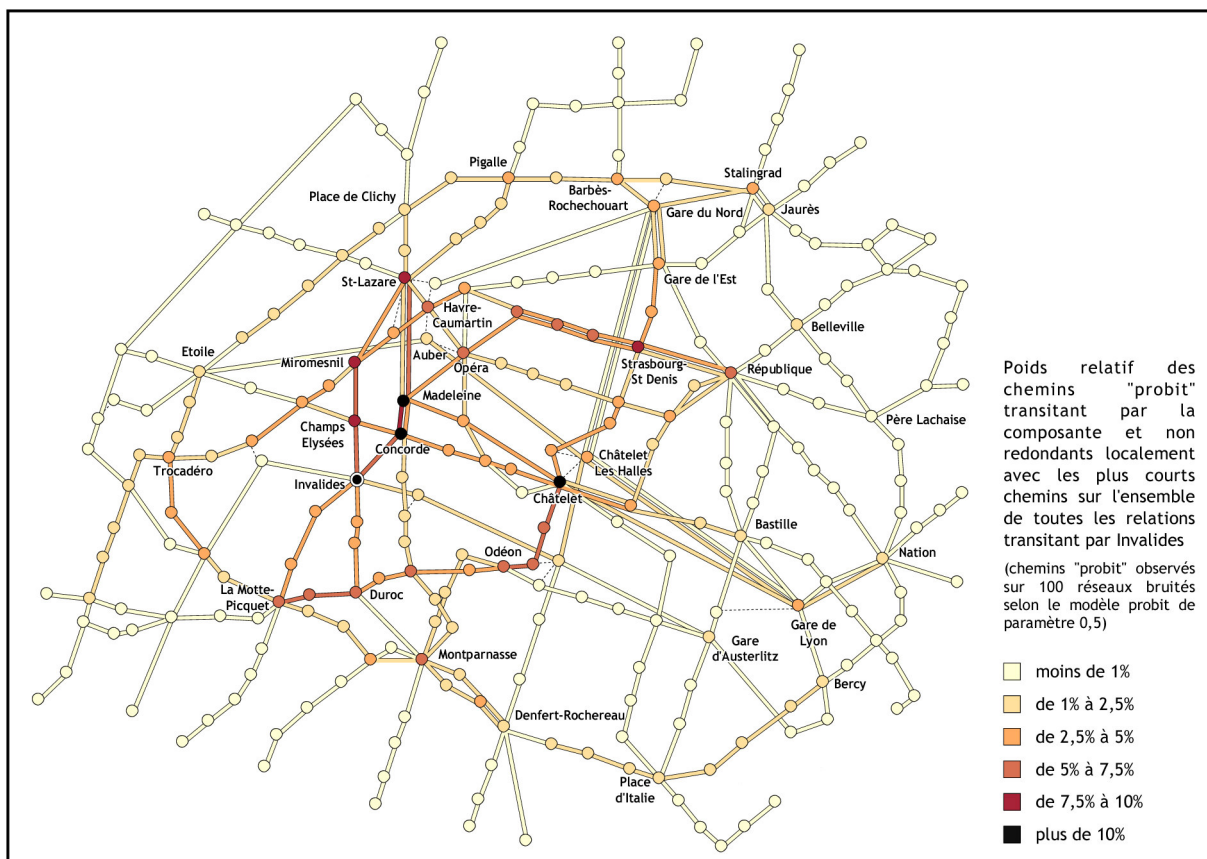 Pigalle
Place de Clichy
Barbès-
Rochechouart
Stalingrad
Gare du Nord
Jaurès
St-Lazare
Gare de l'Est
Havre-
Caumartin
Belleville
Etoile
Miromesnil
Auber
Opéra
Strasbourg-
St Denis
République
Madeleine
Père Lachaise
Champs
Elysées
Concorde
Trocadéro
Invalides
Châtelet
Les Halles
Châtelet
Bastille
Odéon
Nation
La Motte-
Picquet
Duroc
Gare de
Lyon
Gare
d'Austerlitz
Montparnasse
Bercy
Denfert-Rochereau
Place
d'Italie
Poids relatif des
chemins "probit"
transitant par la
composante et non
redondants localement
avec les plus courts
chemins sur l'ensemble
de toutes les relations
transitant par Invalides
(chemins "probit" observés
sur 100 réseaux bruités
selon le modèle probit de
paramètre 0,5)
moins de 1%
de 1% à 2,5%
de 2,5% à 5%
de 5% à 7,5%
de 7,5% à 10%
plus de 10%